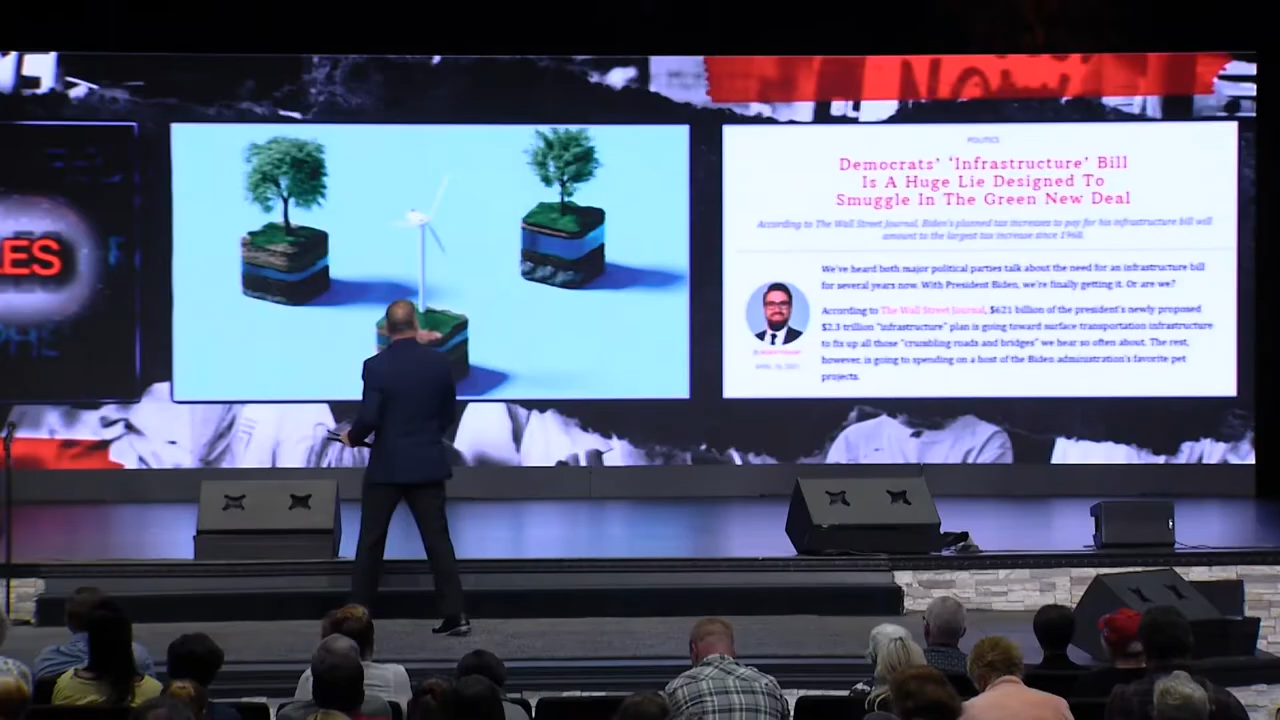 LES
POLITICS
Democrats' 'Infrastructure' Bill
Is A Huge Lie Designed To
Smuggle In The Green New Deal
According to The Wall Street Journal, Biden's planned tax increases to pay for his infrastructure bill will
amount to the largest tax increase since 1968.
We've heard both major political parties talk about the need for an infrastructure bill
for several years now. With President Biden, we're finally getting it. Or are we?
According to The Wall Street Journal, $621 billion of the president's newly proposed
$2.3 trillion "infrastructure" plan is going toward surface transportation infrastructure
to fix up all those "crumbling roads and bridges" we hear so often about. The rest,
however, is going to spending on a host of the Biden administration's favorite pet
projects.